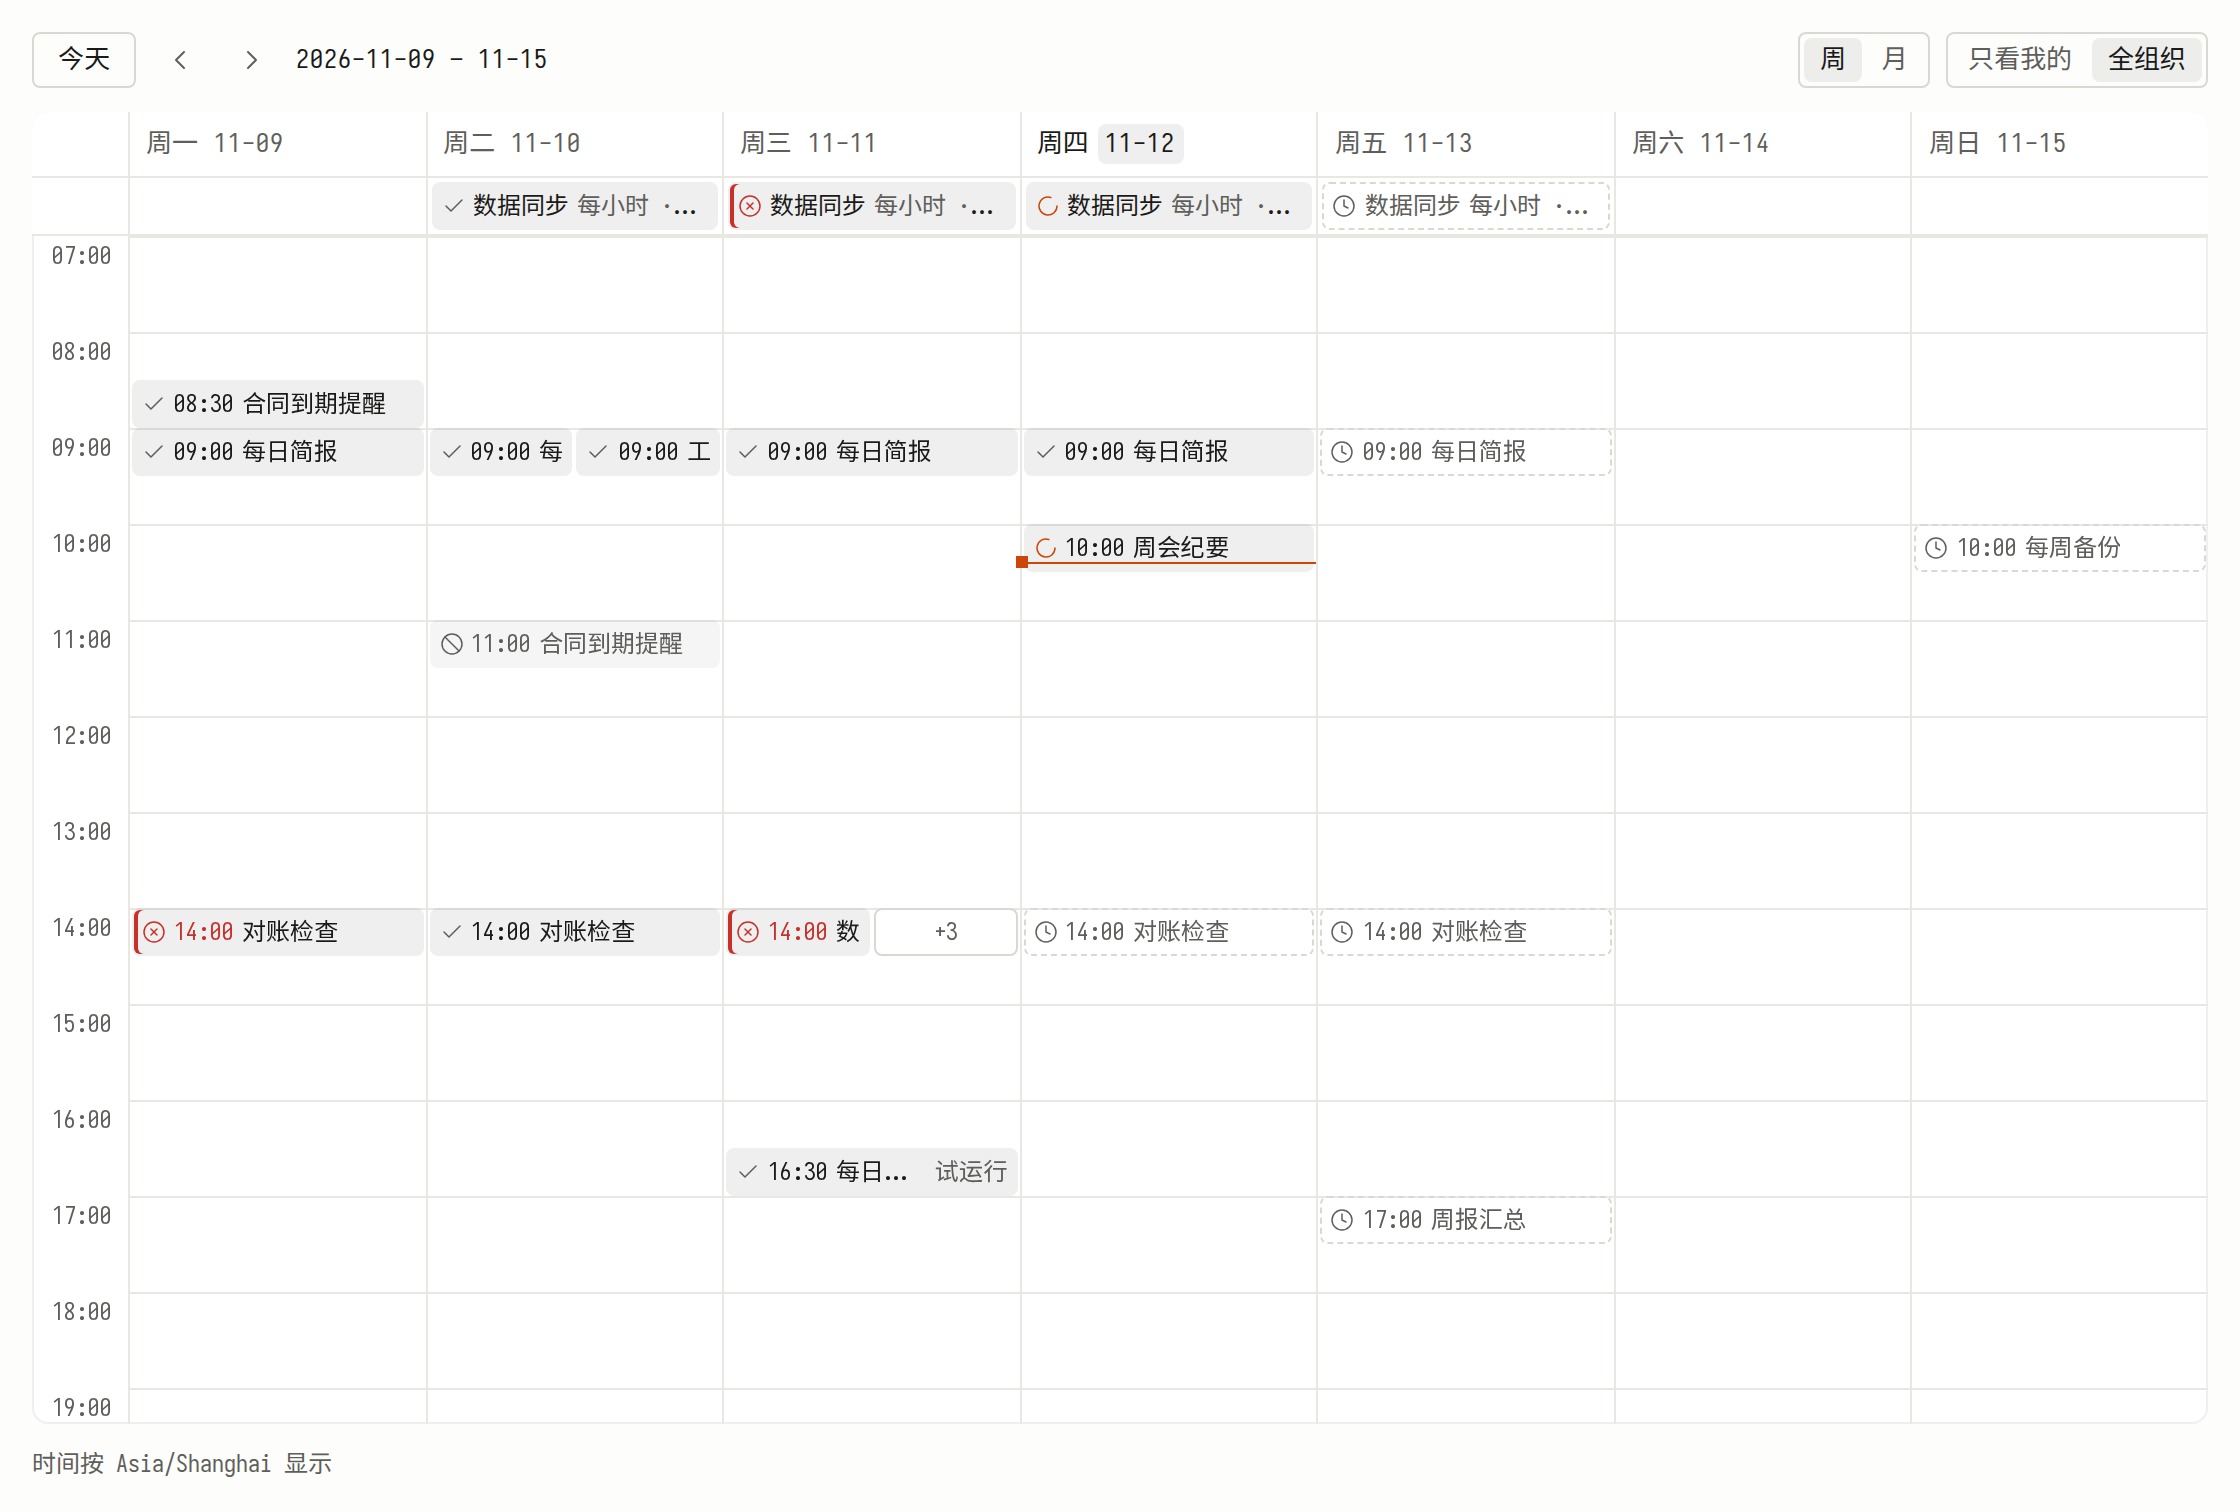 今天 2026-11-09 – 11-15 周 月 只看我的 全组织
周一 11-09 周二 11-10 周三 11-11 周四 11-12 周五 11-13 周六 11-14 周日 11-15
数据同步 每小时 ·... 数据同步 每小时 ·... 数据同步 每小时 ·... 数据同步 每小时 ·...
07:00
08:00
08:30 合同到期提醒
09:00 09:00 每日简报 09:00 每 09:00 工 09:00 每日简报 09:00 每日简报 09:00 每日简报
10:00 10:00 周会纪要 10:00 每周备份
11:00 11:00 合同到期提醒
12:00
13:00
14:00 14:00 对账检查 14:00 对账检查 14:00 数 +3 14:00 对账检查 14:00 对账检查
15:00
16:00
16:30 每日... 试运行
17:00 17:00 周报汇总
18:00
19:00
时间按 Asia/Shanghai 显示